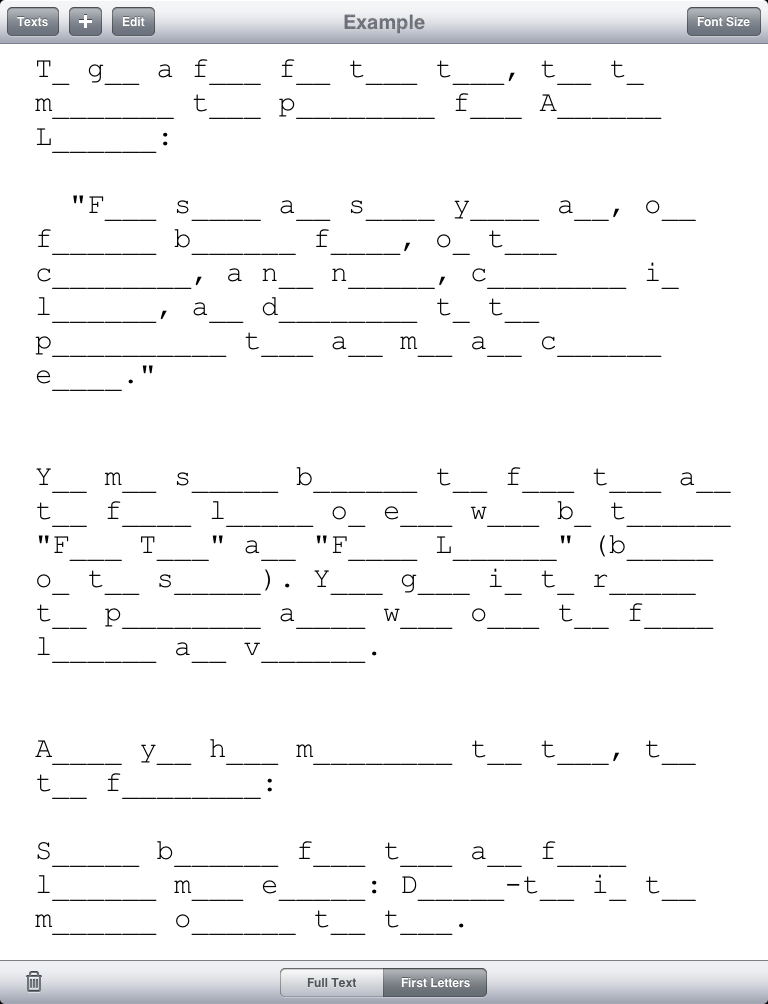 Texts + Edit Example Font Size
T_ g__ a f___ f__ t___ t___, t__ t_
m_______ t___ p________ f___ A______
L______:
"F___ s____ a__ s____ y____ a__, o__
f______ b______ f____, o_ t___
c________, a n__ n_____, c________ i_
l______, a__ d________ t_ t__
p__________ t___ a__ m__ a__ c______
e____."
Y__ m__ s_____ b______ t__ f___ t___ a__
t__ f____ l______ o_ e___ w___ b_ t______
"F___ T___" a__ "F____ L______" (b_____
o_ t__ s_____). Y___ g___ i_ t_ r_____
t__ p________ a____ w___ o___ t__ f____
l______ a__ v______.
A____ y__ h___ m________ t__ t___, t__
t__ f________:
S_____ b______ f___ t___ a__ f____
l______ m___ e_____: D_____-t__ i_ t__
m______ o______ t__ t___.
Full Text First Letters